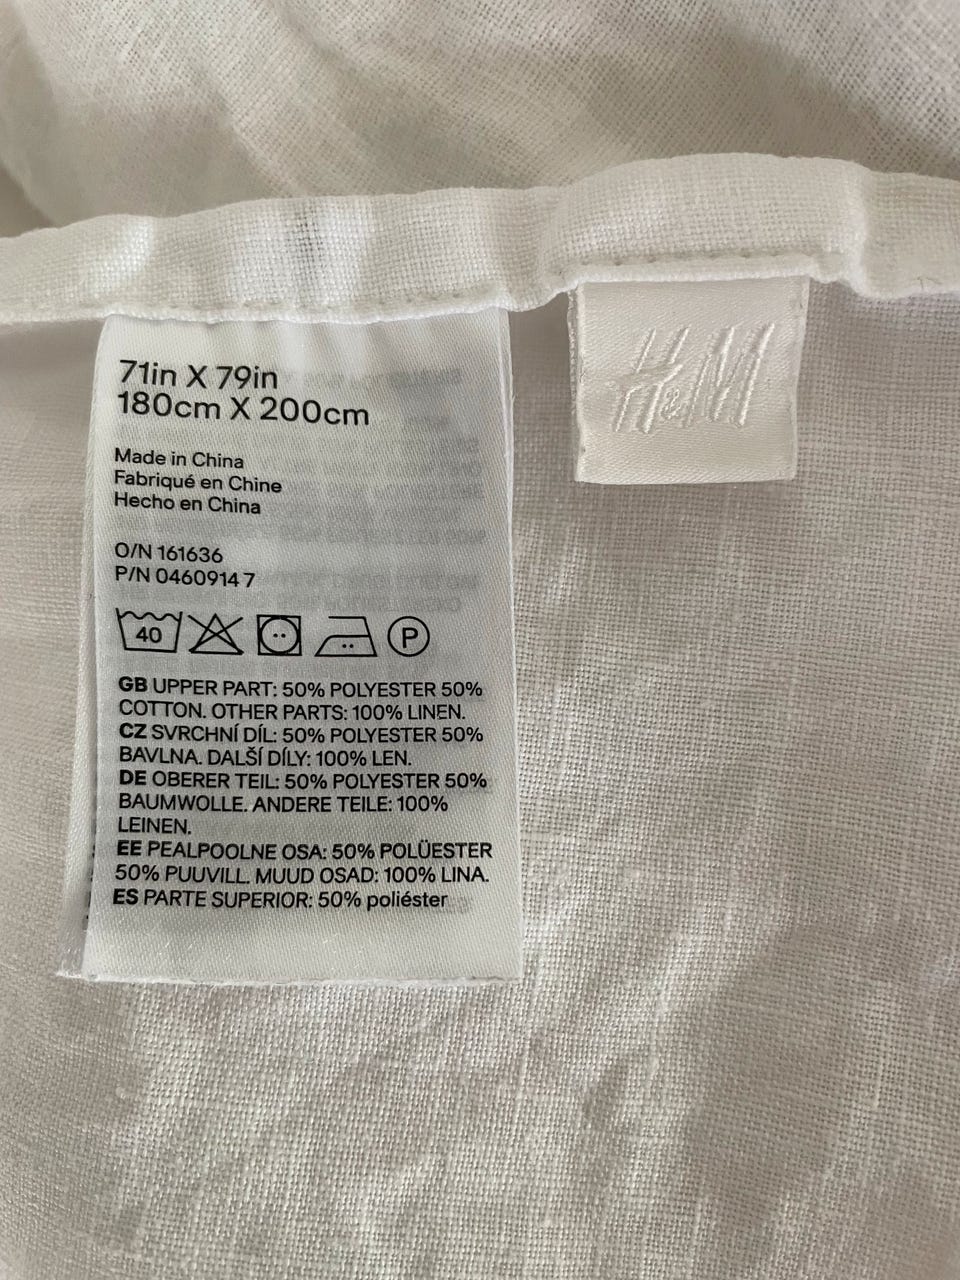 71in X 79in
180cm X 200cm
Made in China
Fabriqué en Chine
Hecho en China
O/N 161636
P/N 0460914 7
40
P
GB UPPER PART: 50% POLYESTER 50%
COTTON. OTHER PARTS: 100% LINEN.
CZ SVRCHNÍ DÍL: 50% POLYESTER 50%
BAVLNA. DALŠÍ DÍLY: 100% LEN.
DE OBERER TEIL: 50% POLYESTER 50%
BAUMWOLLE. ANDERE TEILE: 100%
LEINEN.
EE PEALPOOLNE OSA: 50% POLÜESTER
50% PUUVILL. MUUD OSAD: 100% LINA.
ES PARTE SUPERIOR: 50% poliéster
H&M